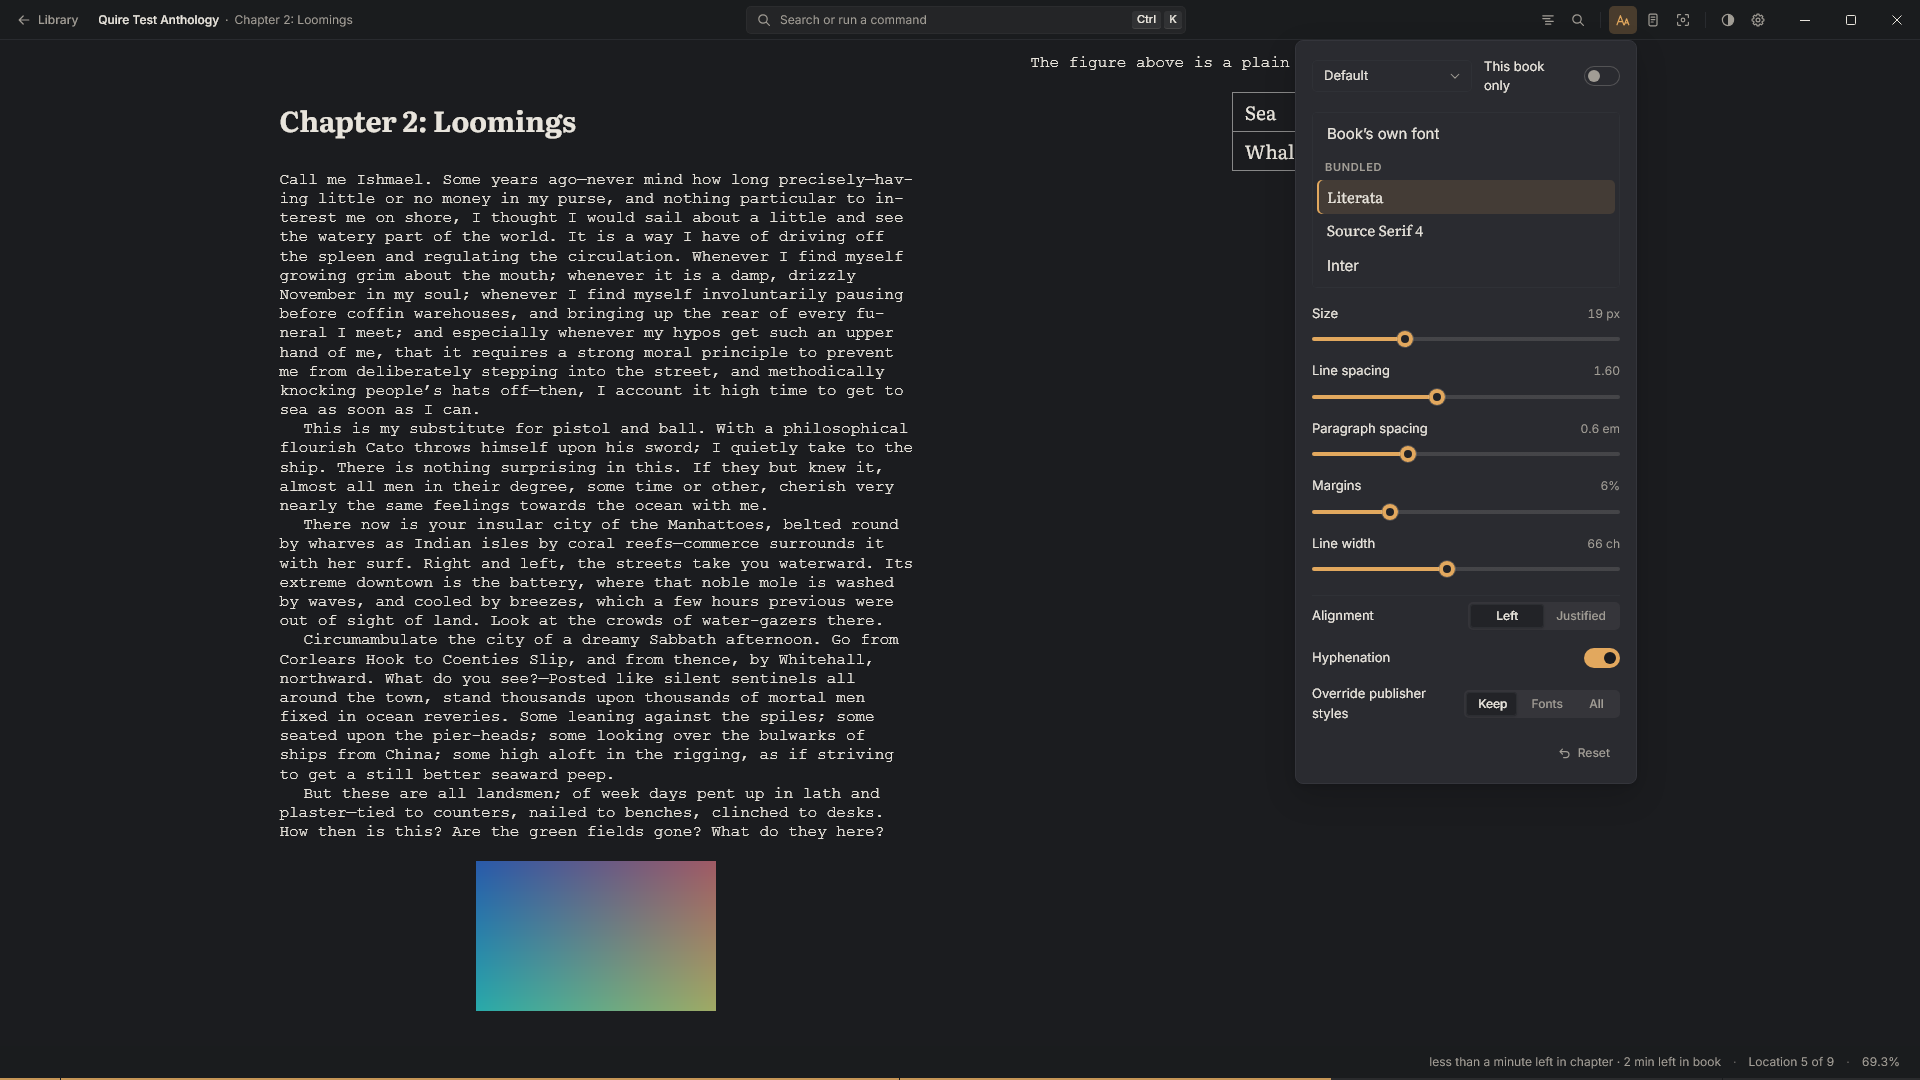 Library
Quire Test Anthology · Chapter 2: Loomings
Search or run a command
Ctrl K
AA
Chapter 2: Loomings
Call me Ishmael. Some years ago—never mind how long precisely—hav-
ing little or no money in my purse, and nothing particular to in-
terest me on shore, I thought I would sail about a little and see
the watery part of the world. It is a way I have of driving off
the spleen and regulating the circulation. Whenever I find myself
growing grim about the mouth; whenever it is a damp, drizzly
November in my soul; whenever I find myself involuntarily pausing
before coffin warehouses, and bringing up the rear of every fu-
neral I meet; and especially whenever my hypos get such an upper
hand of me, that it requires a strong moral principle to prevent
me from deliberately stepping into the street, and methodically
knocking people’s hats off—then, I account it high time to get to
sea as soon as I can.
This is my substitute for pistol and ball. With a philosophical
flourish Cato throws himself upon his sword; I quietly take to the
ship. There is nothing surprising in this. If they but knew it,
almost all men in their degree, some time or other, cherish very
nearly the same feelings towards the ocean with me.
There now is your insular city of the Manhattoes, belted round
by wharves as Indian isles by coral reefs—commerce surrounds it
with her surf. Right and left, the streets take you waterward. Its
extreme downtown is the battery, where that noble mole is washed
by waves, and cooled by breezes, which a few hours previous were
out of sight of land. Look at the crowds of water-gazers there.
Circumambulate the city of a dreamy Sabbath afternoon. Go from
Corlears Hook to Coenties Slip, and from thence, by Whitehall,
northward. What do you see?—Posted like silent sentinels all
around the town, stand thousands upon thousands of mortal men
fixed in ocean reveries. Some leaning against the spiles; some
seated upon the pier-heads; some looking over the bulwarks of
ships from China; some high aloft in the rigging, as if striving
to get a still better seaward peep.
But these are all landsmen; of week days pent up in lath and
plaster—tied to counters, nailed to benches, clinched to desks.
How then is this? Are the green fields gone? What do they here?
The figure above is a plain
Sea
Whal
Default
This book
only
Book’s own font
BUNDLED
Literata
Source Serif 4
Inter
Size 19 px
Line spacing 1.60
Paragraph spacing 0.6 em
Margins 6%
Line width 66 ch
Alignment Left Justified
Hyphenation
Override publisher
styles
Keep Fonts All
Reset
less than a minute left in chapter · 2 min left in book · Location 5 of 9 · 69.3%